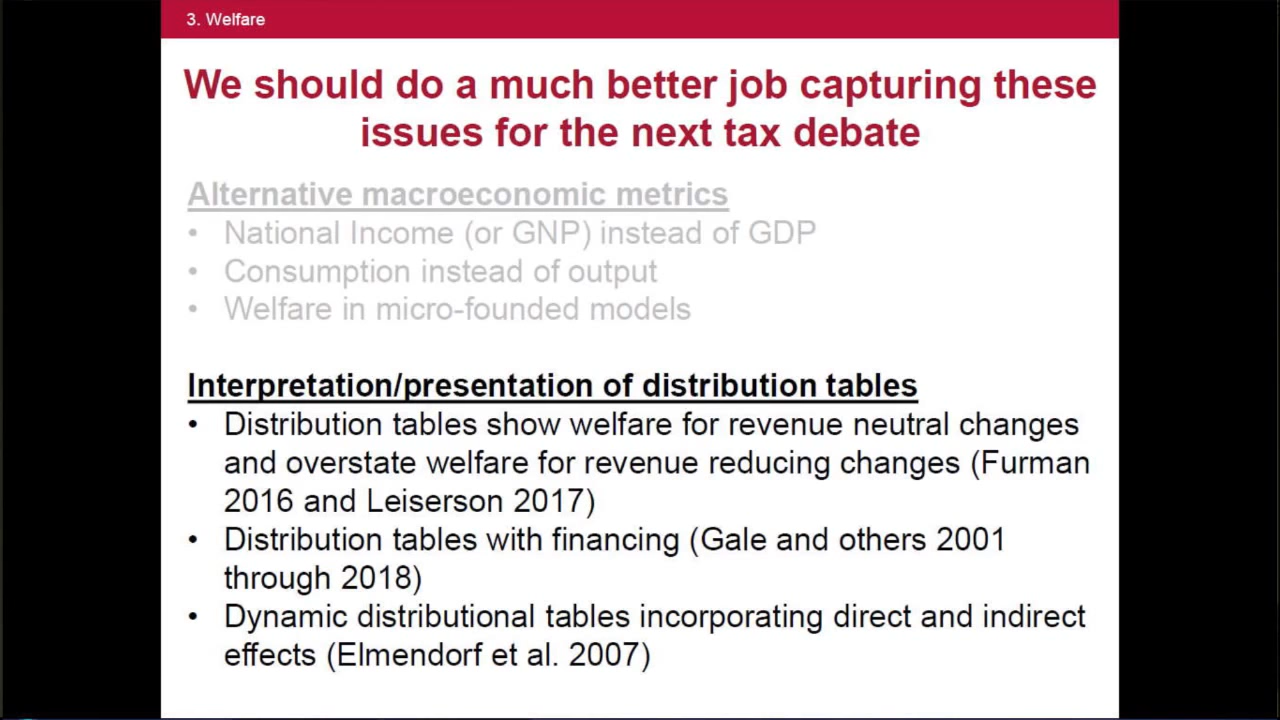 3. Welfare
We should do a much better job capturing these
issues for the next tax debate
Alternative macroeconomic metrics
• National Income (or GNP) instead of GDP
• Consumption instead of output
• Welfare in micro-founded models
Interpretation/presentation of distribution tables
• Distribution tables show welfare for revenue neutral changes
and overstate welfare for revenue reducing changes (Furman
2016 and Leiserson 2017)
• Distribution tables with financing (Gale and others 2001
through 2018)
• Dynamic distributional tables incorporating direct and indirect
effects (Elmendorf et al. 2007)